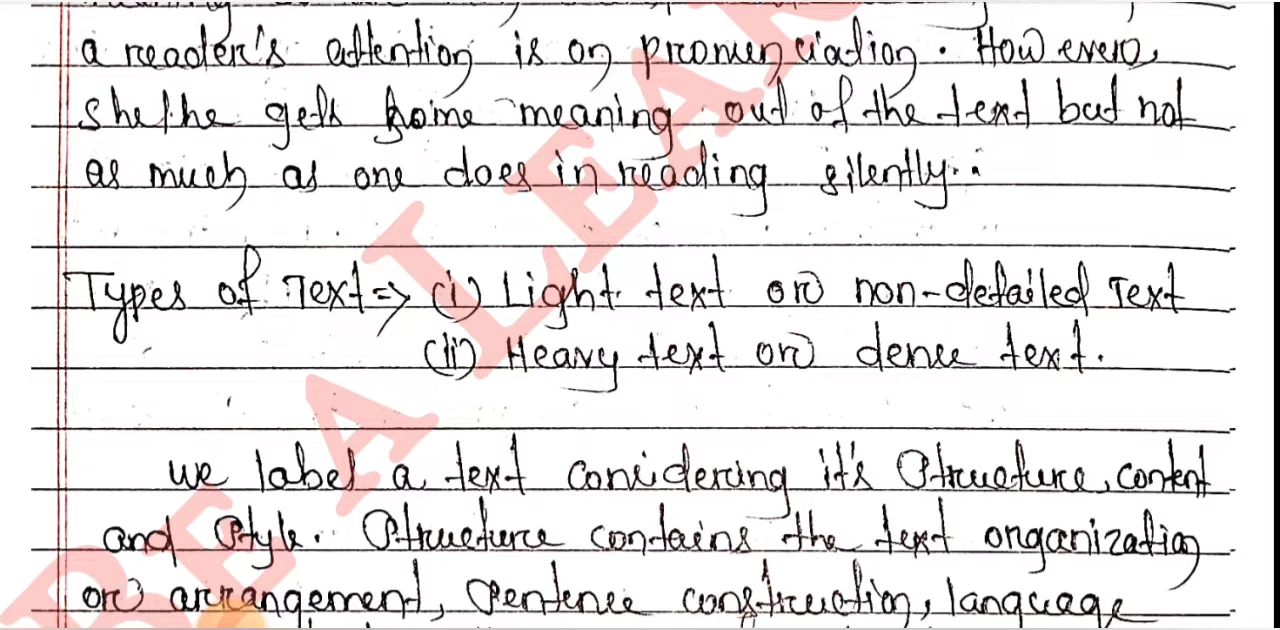 a reader's attention is on pronunciation. However,
she/he gets some meaning out of the text but not
as much as one does in reading silently.
Types of Text => (i) Light text or non-detailed Text
(ii) Heavy text or dence text.
we label a text considering it's Structure, content
and Style. Structure contains the text organization
or arrangement, Sentence construction, language
BE A LEAR